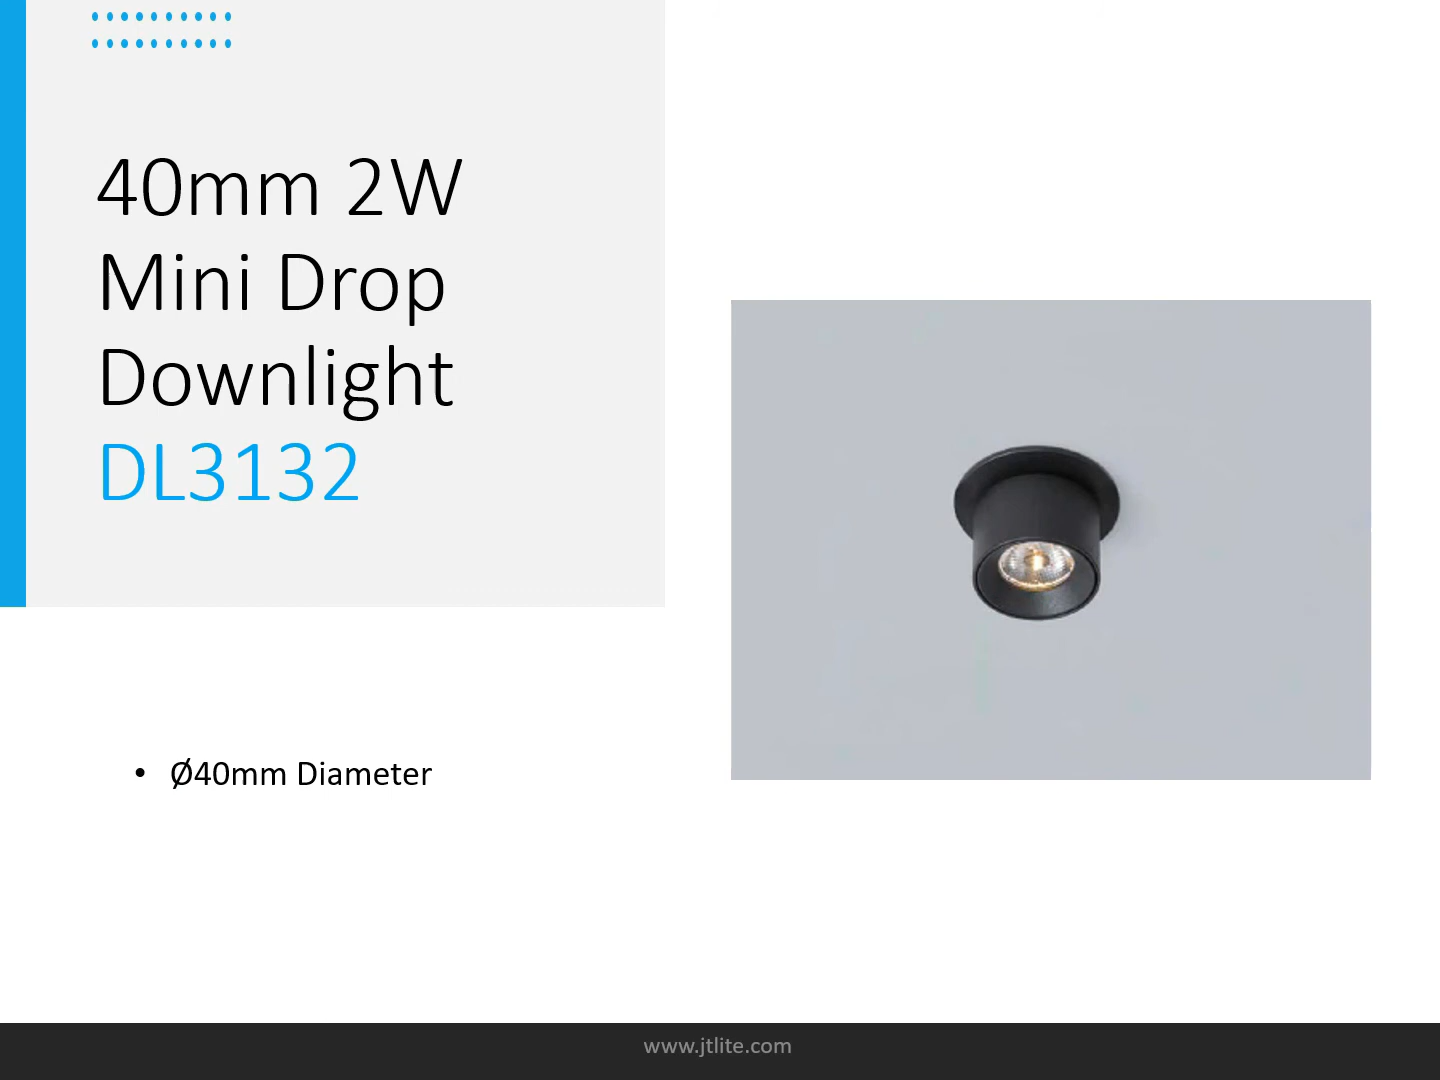 40mm 2W
Mini Drop
Downlight
DL3132
• Ø40mm Diameter
www.jtlite.com